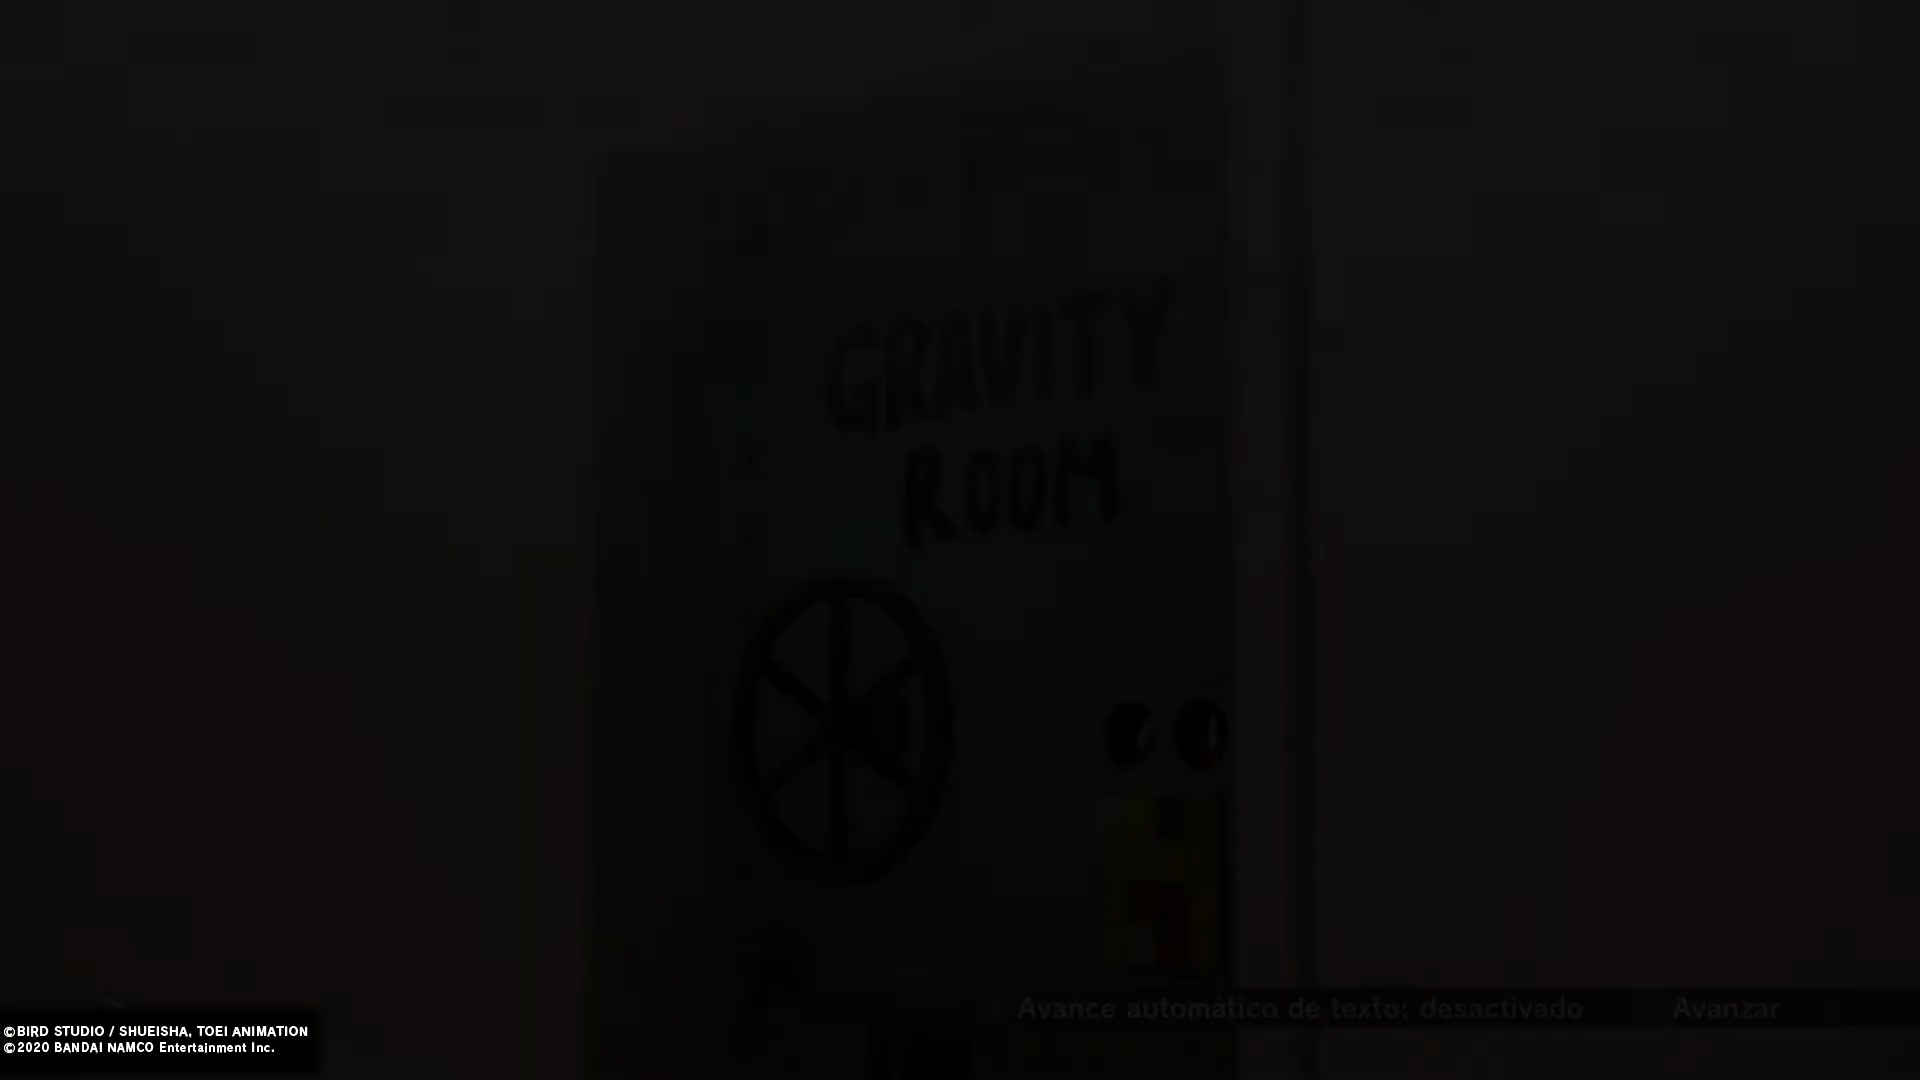 GRAVITY
ROOM
Avance automático de texto: desactivado
Avanzar
©BIRD STUDIO / SHUEISHA, TOEI ANIMATION
©2020 BANDAI NAMCO Entertainment Inc.